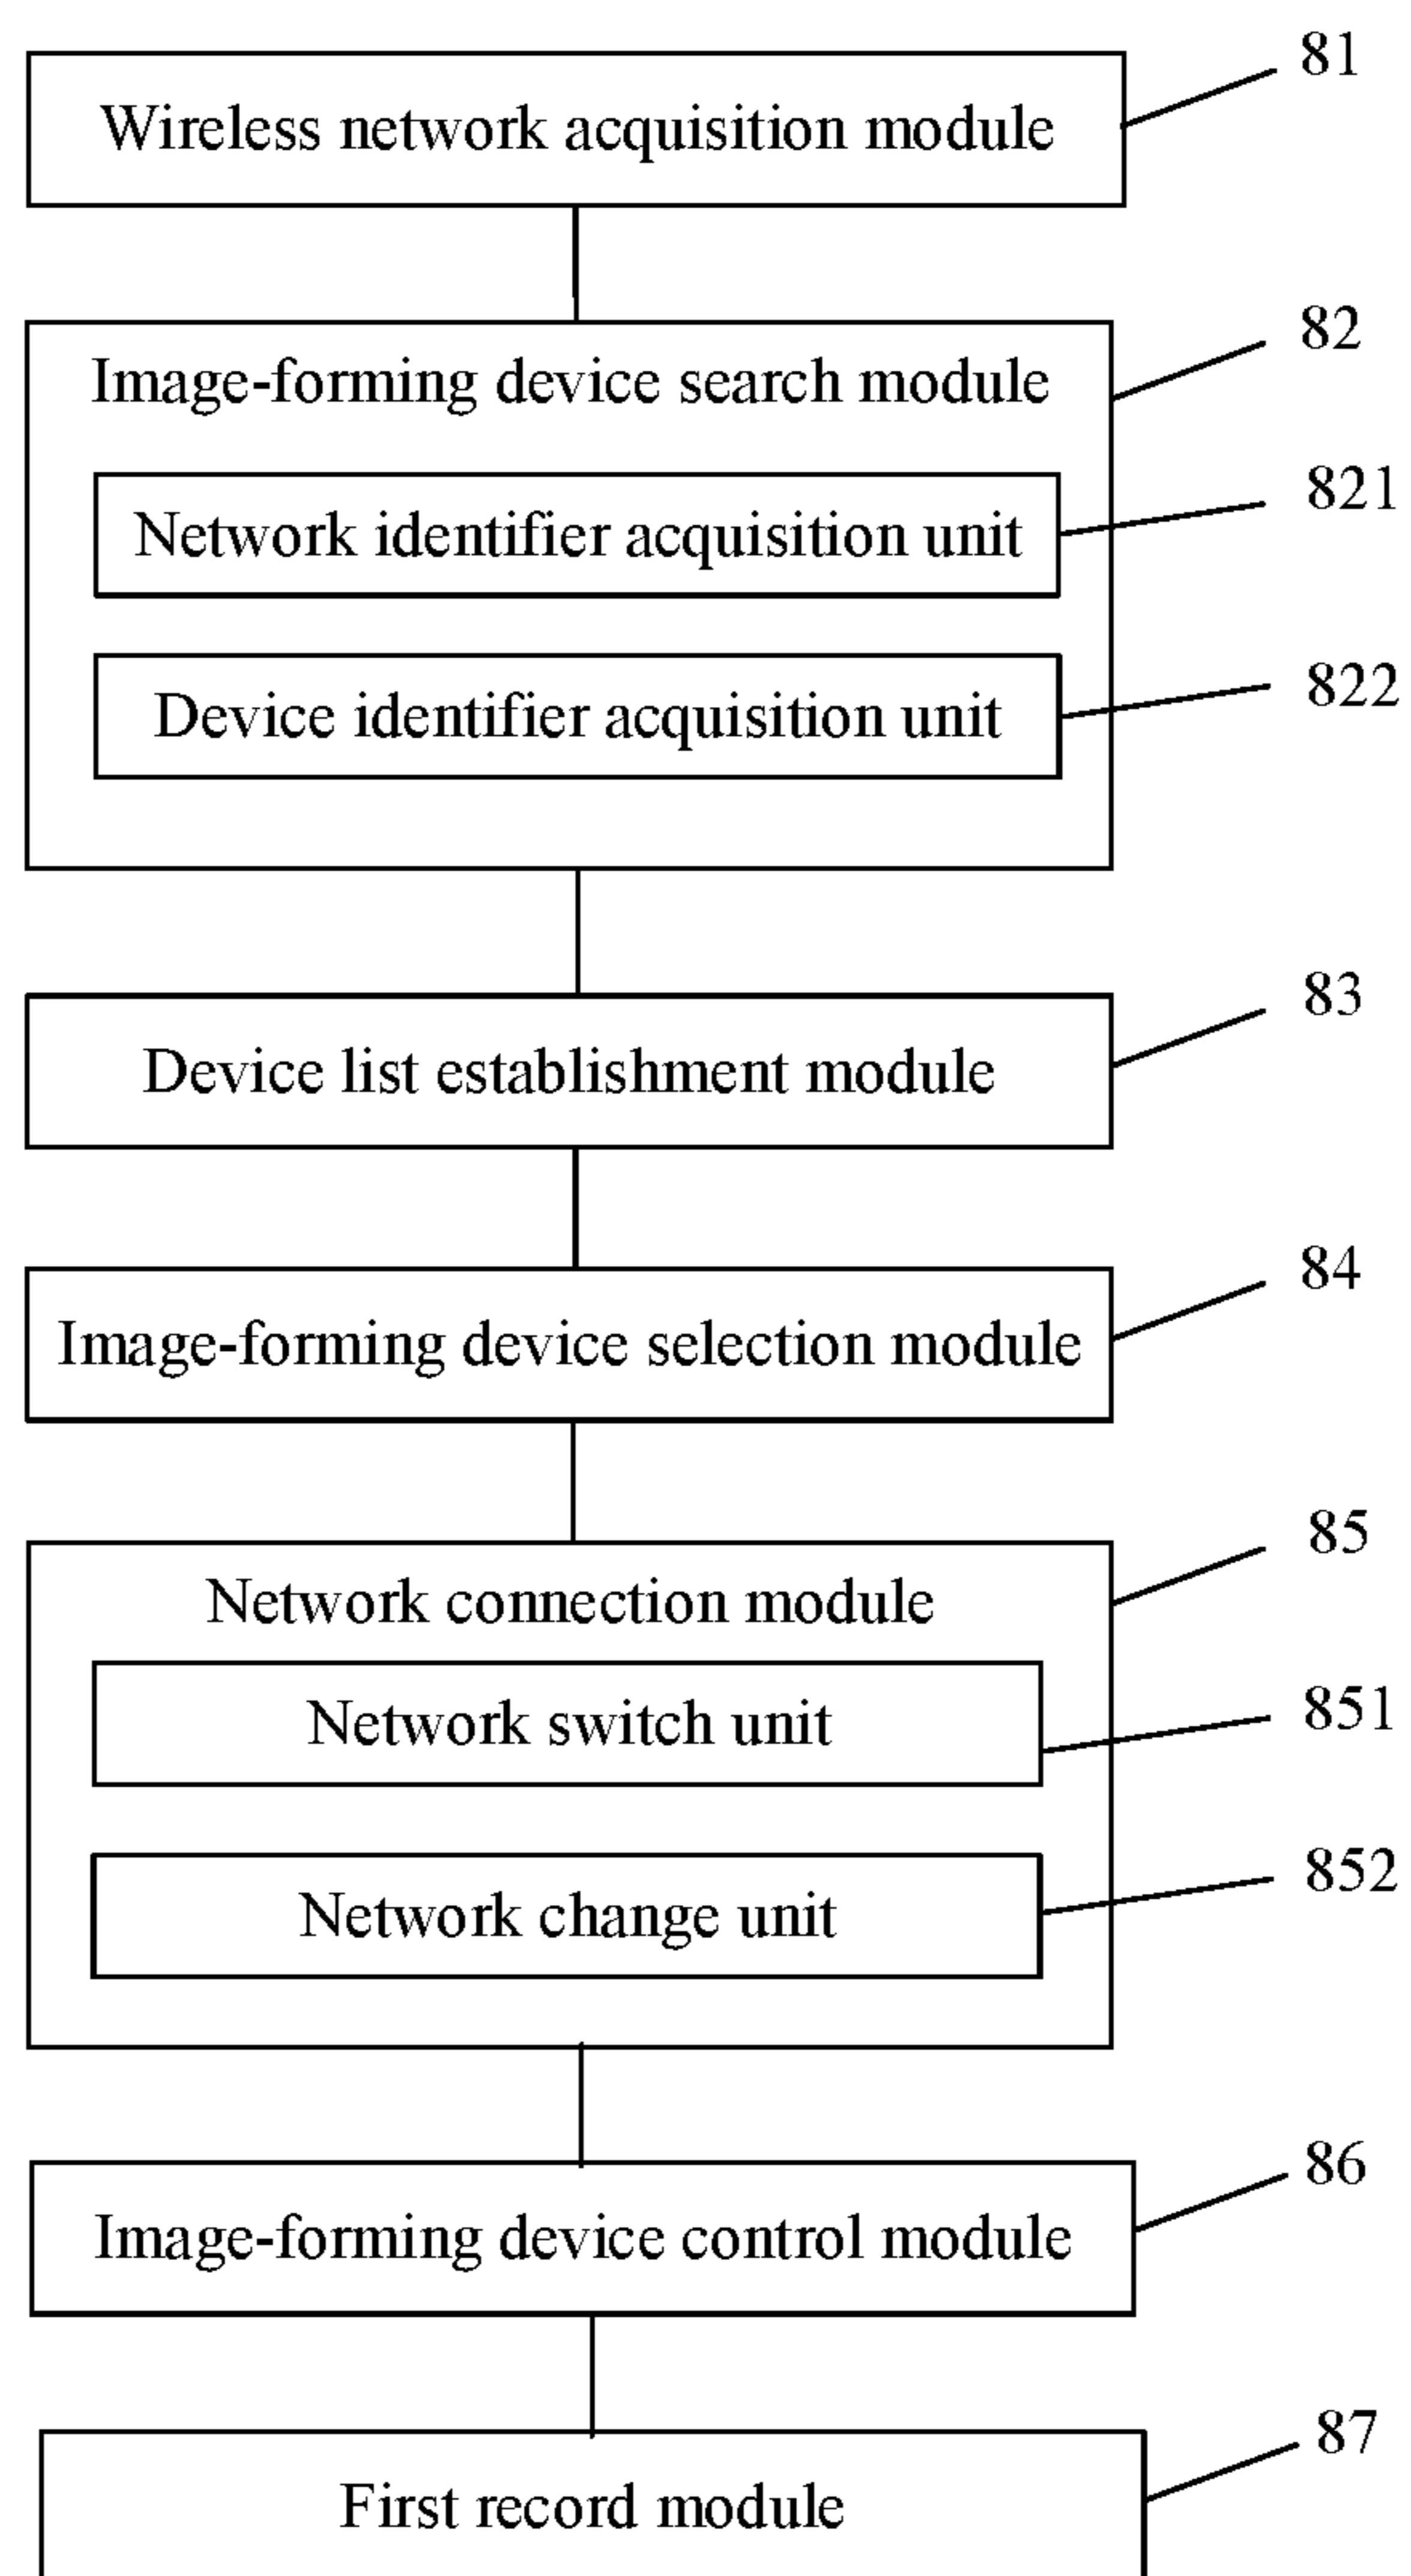 81
Wireless network acquisition module
82
Image-forming device search module
821
Network identifier acquisition unit
822
Device identifier acquisition unit
83
Device list establishment module
84
Image-forming device selection module
85
Network connection module
851
Network switch unit
852
Network change unit
86
Image-forming device control module
87
First record module